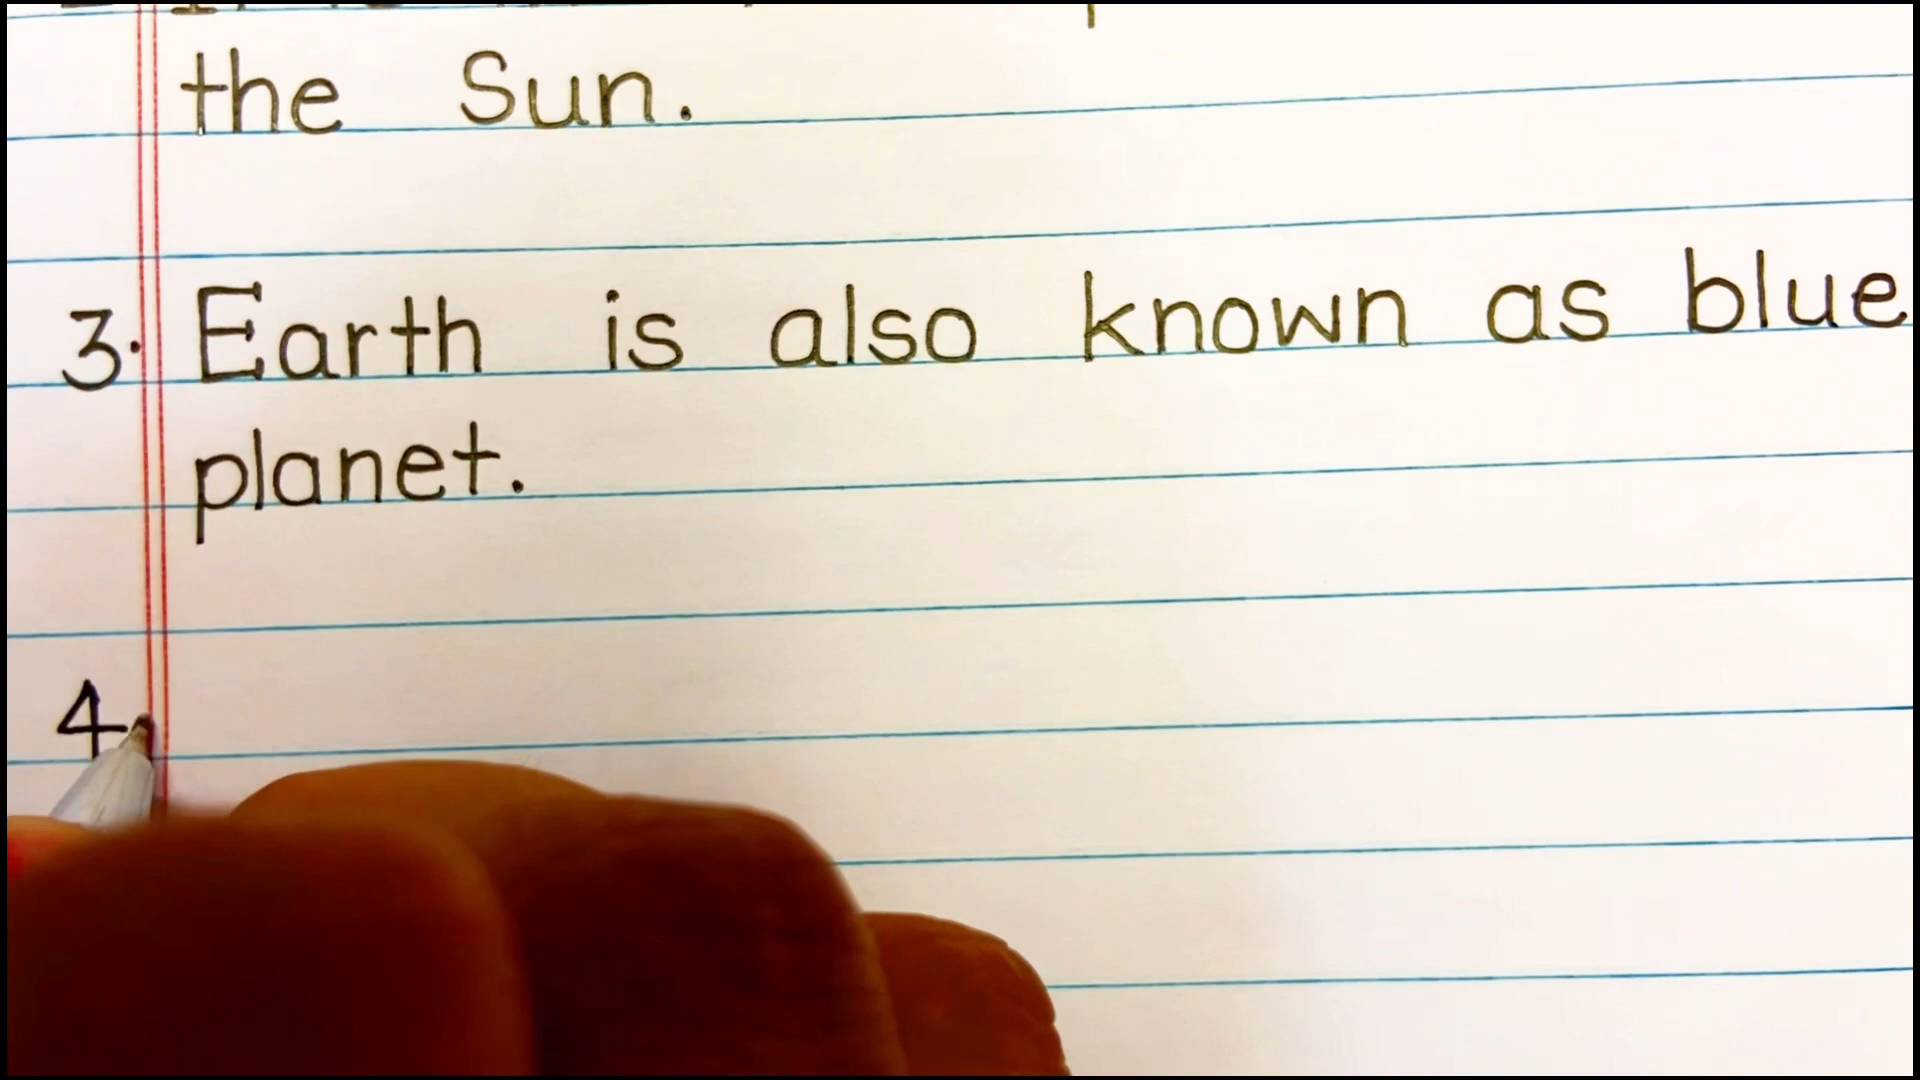 the Sun.
3. Earth is also known as blue
planet.
4.